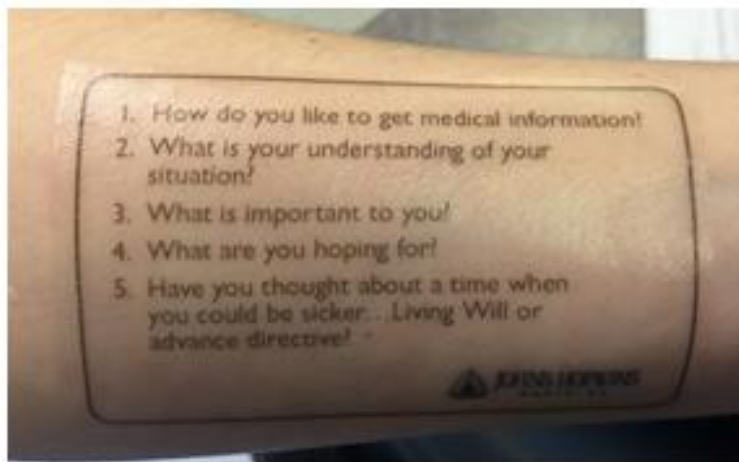 1. How do you like to get medical information?
2. What is your understanding of your
situation?
3. What is important to you?
4. What are you hoping for?
5. Have you thought about a time when
you could be sicker...Living Will or
advance directive?
JOHNS HOPKINS
MEDICINE